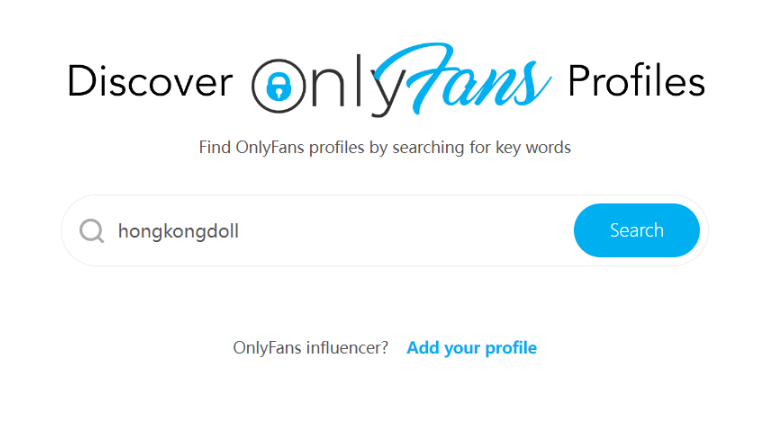 Discover OnlyFans Profiles
Find OnlyFans profiles by searching for key words
hongkongdoll Search
OnlyFans influencer? Add your profile